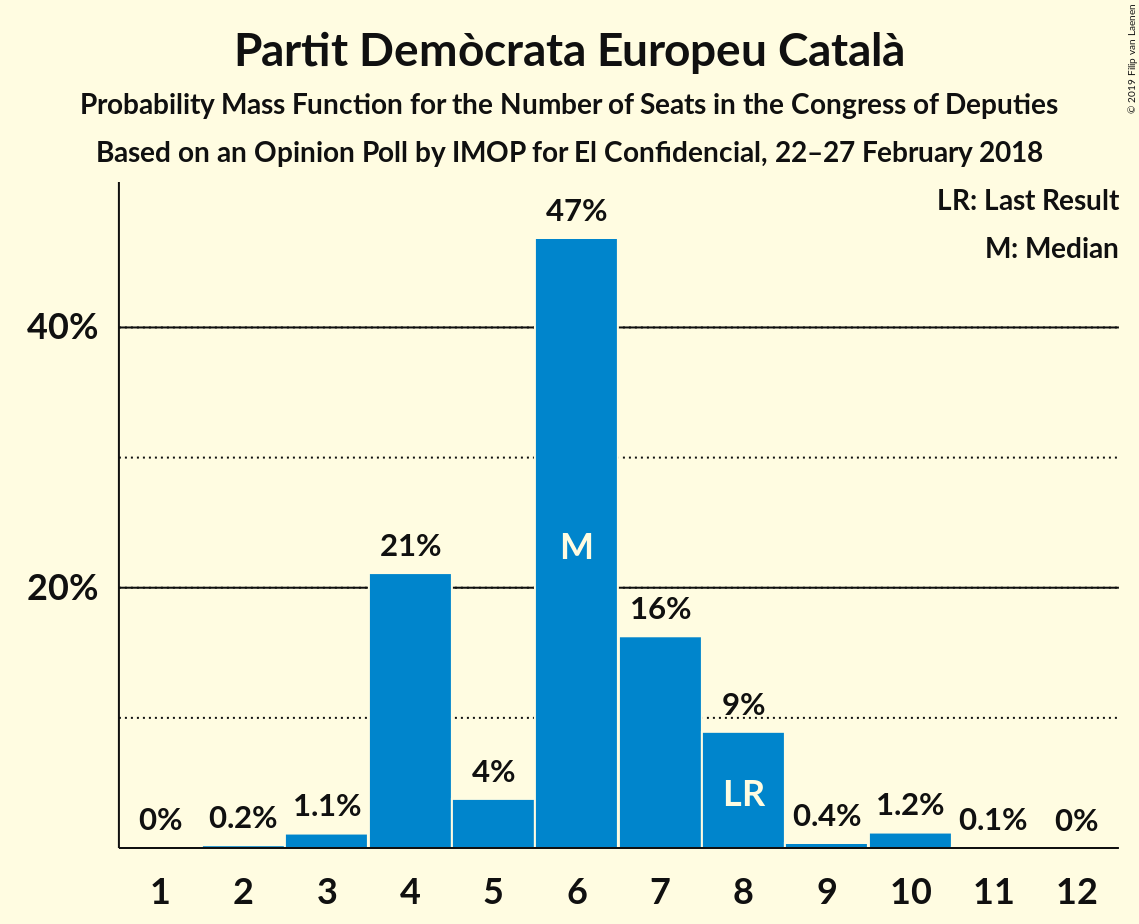 Partit Demòcrata Europeu Català
Probability Mass Function for the Number of Seats in the Congress of Deputies
Based on an Opinion Poll by IMOP for El Confidencial, 22–27 February 2018
© 2019 Filip van Laenen
LR: Last Result
M: Median
40%
20%
0%
0.2%
1.1%
21%
4%
47%
16%
9%
0.4%
1.2%
0.1%
0%
M
LR
1 2 3 4 5 6 7 8 9 10 11 12